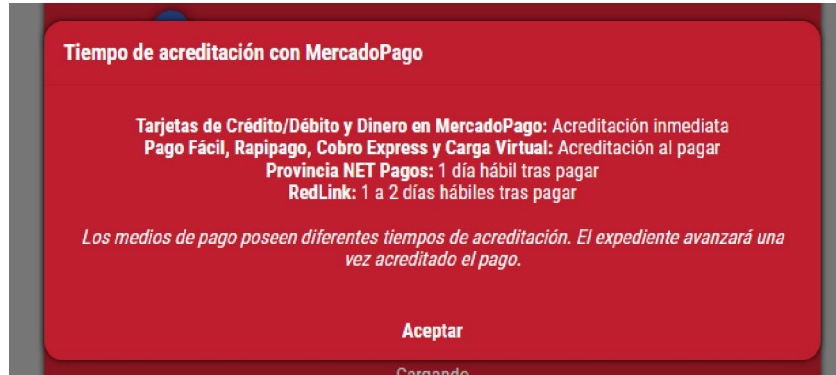 Tiempo de acreditación con MercadoPago
Tarjetas de Crédito/Débito y Dinero en MercadoPago: Acreditación inmediata
Pago Fácil, Rapipago, Cobro Express y Carga Virtual: Acreditación al pagar
Provincia NET Pagos: 1 día hábil tras pagar
RedLink: 1 a 2 días hábiles tras pagar
Los medios de pago poseen diferentes tiempos de acreditación. El expediente avanzará una
vez acreditado el pago.
Aceptar
Cargando